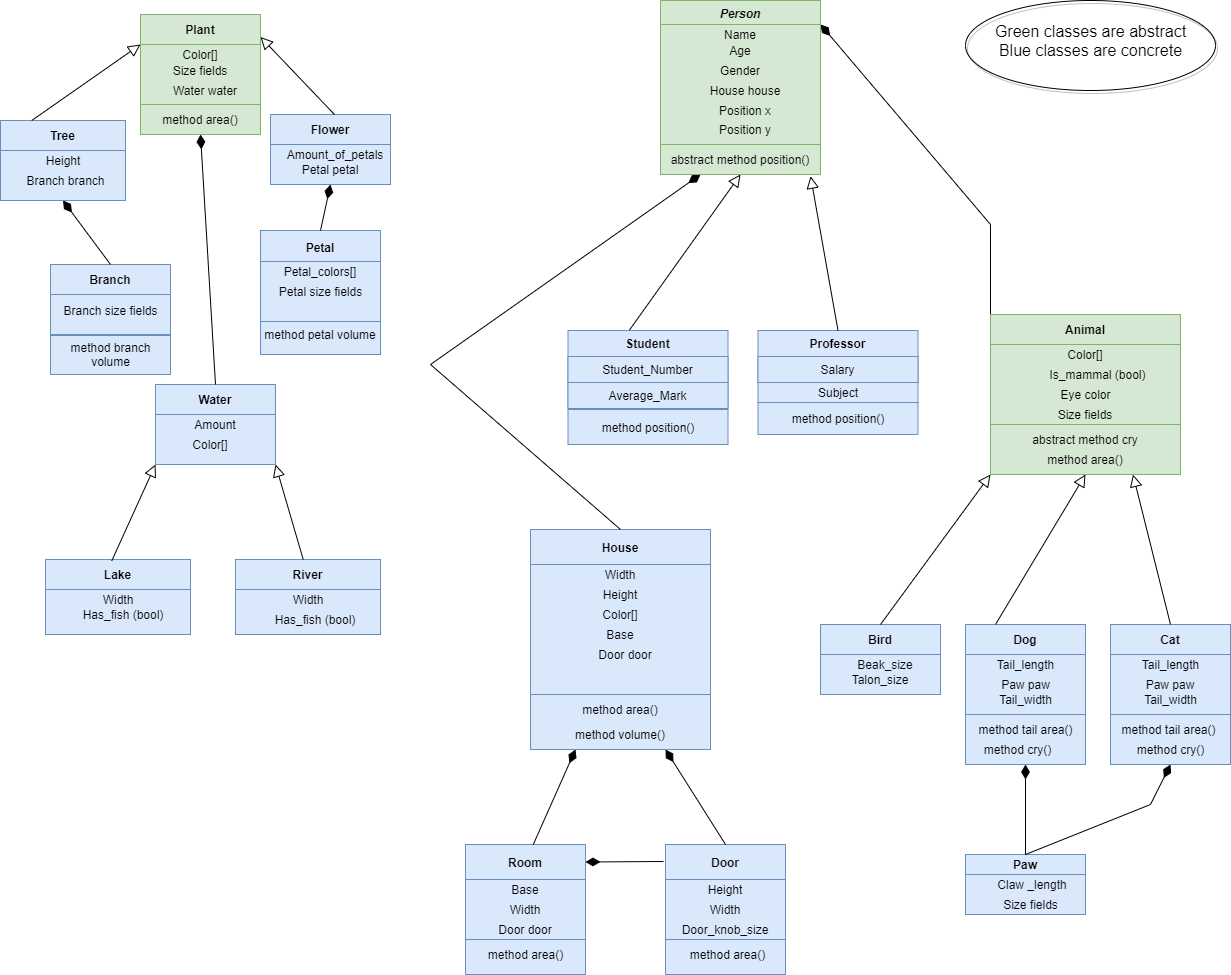 Plant
Color[]
Size fields
Water water
method area()
Tree
Height
Branch branch
Flower
Amount_of_petals
Petal petal
Branch
Branch size fields
method branch
volume
Petal
Petal_colors[]
Petal size fields
method petal volume
Water
Amount
Color[]
Lake
Width
Has_fish (bool)
River
Width
Has_fish (bool)
Person
Name
Age
Gender
House house
Position x
Position y
abstract method position()
Student
Student_Number
Average_Mark
method position()
Professor
Salary
Subject
method position()
House
Width
Height
Color[]
Base
Door door
method area()
method volume()
Room
Base
Width
Door door
method area()
Door
Height
Width
Door_knob_size
method area()
Green classes are abstract
Blue classes are concrete
Animal
Color[]
Is_mammal (bool)
Eye color
Size fields
abstract method cry
method area()
Bird
Beak_size
Talon_size
Dog
Tail_length
Paw paw
Tail_width
method tail area()
method cry()
Cat
Tail_length
Paw paw
Tail_width
method tail area()
method cry()
Paw
Claw _length
Size fields